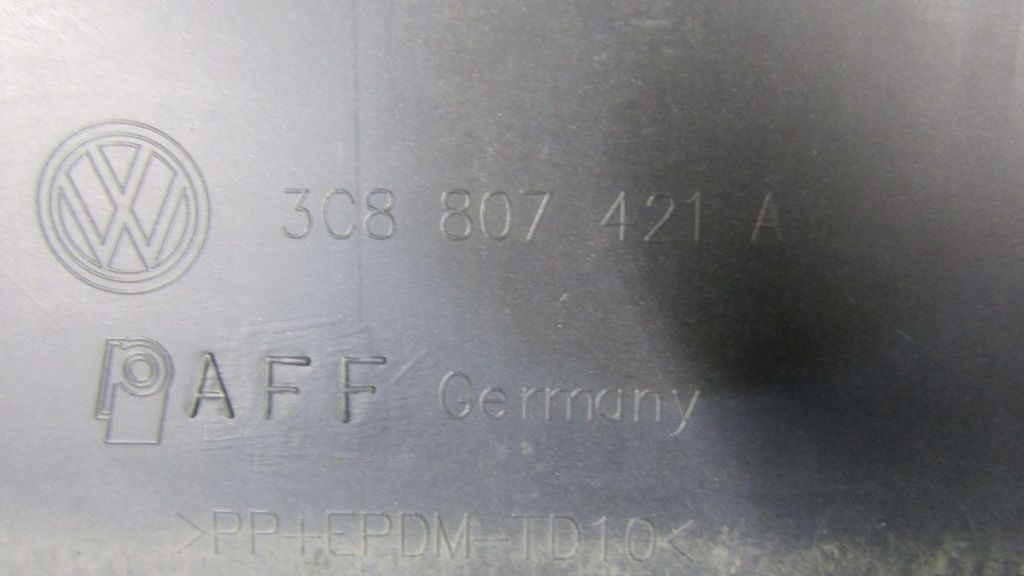 3C8 807 421 A
PAFF Germany
>PP+EPDM-TD10<